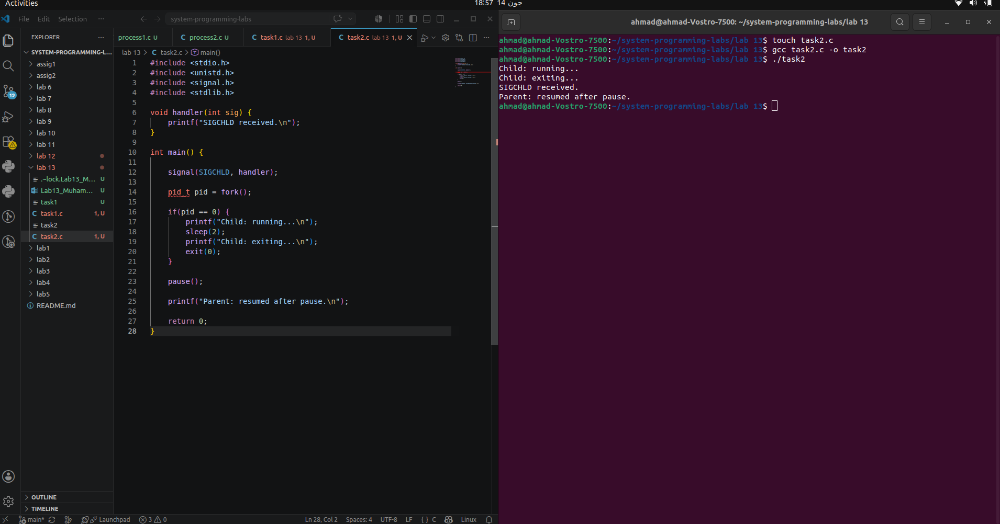 Activities
18:57 14 جون
File Edit Selection ···
system-programming-labs
EXPLORER ···
SYSTEM-PROGRAMMING-L...
assig1
assig2
lab 6
lab 7
lab 8
lab 9
lab 10
lab 11
lab 12
lab 13
.~lock.Lab13_M... U
Lab13_Muham... U
task1 U
task1.c 1, U
task2
task2.c 1, U
lab1
lab2
lab3
lab4
lab5
README.md
19
OUTLINE
TIMELINE
process1.c U
process2.c U
task1.c lab 13 1, U
task2.c lab 13 1, U
lab 13 > C task2.c > main()
1 #include <stdio.h>
2 #include <unistd.h>
3 #include <signal.h>
4 #include <stdlib.h>
5
6 void handler(int sig) {
7 printf("SIGCHLD received.\n");
8 }
9
10 int main() {
11
12 signal(SIGCHLD, handler);
13
14 pid_t pid = fork();
15
16 if(pid == 0) {
17 printf("Child: running...\n");
18 sleep(2);
19 printf("Child: exiting...\n");
20 exit(0);
21 }
22
23 pause();
24
25 printf("Parent: resumed after pause.\n");
26
27 return 0;
28 }
main* Launchpad 3 0
Ln 28, Col 2 Spaces: 4 UTF-8 LF { } C Linux
ahmad@ahmad-Vostro-7500: ~/system-programming-labs/lab 13
ahmad@ahmad-Vostro-7500:~/system-programming-labs/lab 13$ touch task2.c
ahmad@ahmad-Vostro-7500:~/system-programming-labs/lab 13$ gcc task2.c -o task2
ahmad@ahmad-Vostro-7500:~/system-programming-labs/lab 13$ ./task2
Child: running...
Child: exiting...
SIGCHLD received.
Parent: resumed after pause.
ahmad@ahmad-Vostro-7500:~/system-programming-labs/lab 13$